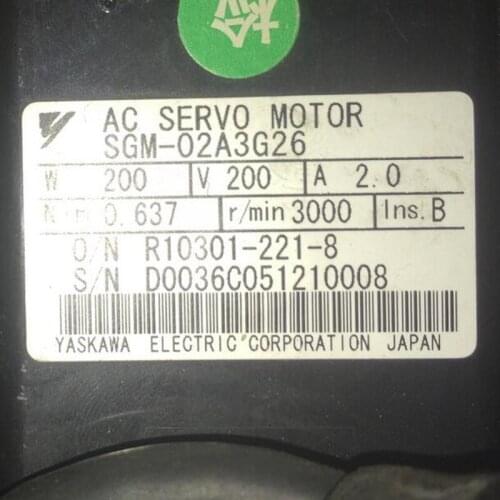 AC SERVO MOTOR
SGM-02A3G26
W 200 V 200 A 2.0
N·m 0.637 r/min 3000 Ins. B
O/N R10301-221-8
S/N D0036C051210008
YASKAWA ELECTRIC CORPORATION JAPAN